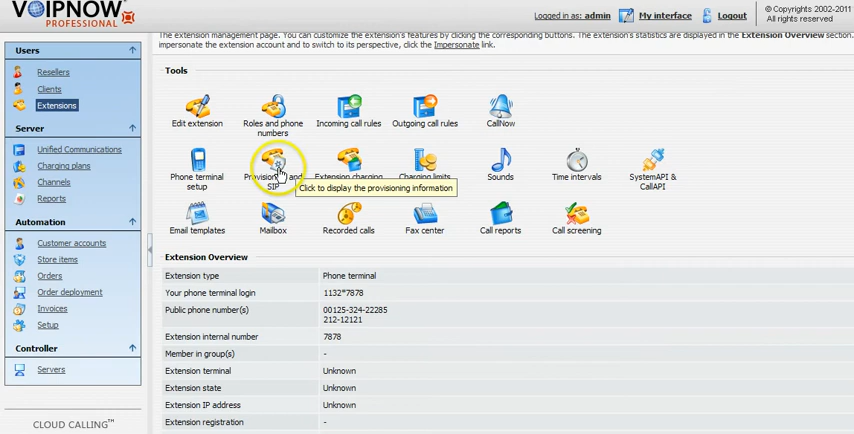 VOIPNOW
PROFESSIONAL
Logged in as: admin
My interface
Logout
© Copyrights 2002-2011
All rights reserved
The extension management page. You can customize the extension's features by clicking the corresponding buttons. The extension's statistics are displayed in the Extension Overview section.
impersonate the extension account and to switch to its perspective, click the Impersonate link.
Users
Resellers
Clients
Extensions
Server
Unified Communications
Charging plans
Channels
Reports
Automation
Customer accounts
Store items
Orders
Order deployment
Invoices
Setup
Controller
Servers
CLOUD CALLING™
Tools
Edit extension
Roles and phone
numbers
Incoming call rules
Outgoing call rules
CallNow
Phone terminal
setup
Provisioning and
SIP
Extension charging
Charging limits
Sounds
Time intervals
SystemAPI &
CallAPI
Click to display the provisioning information
Email templates
Mailbox
Recorded calls
Fax center
Call reports
Call screening
Extension Overview
Extension type Phone terminal
Your phone terminal login 1132*7878
Public phone number(s) 00125-324-22285
212-12121
Extension internal number 7878
Member in group(s) -
Extension terminal Unknown
Extension state Unknown
Extension IP address Unknown
Extension registration -